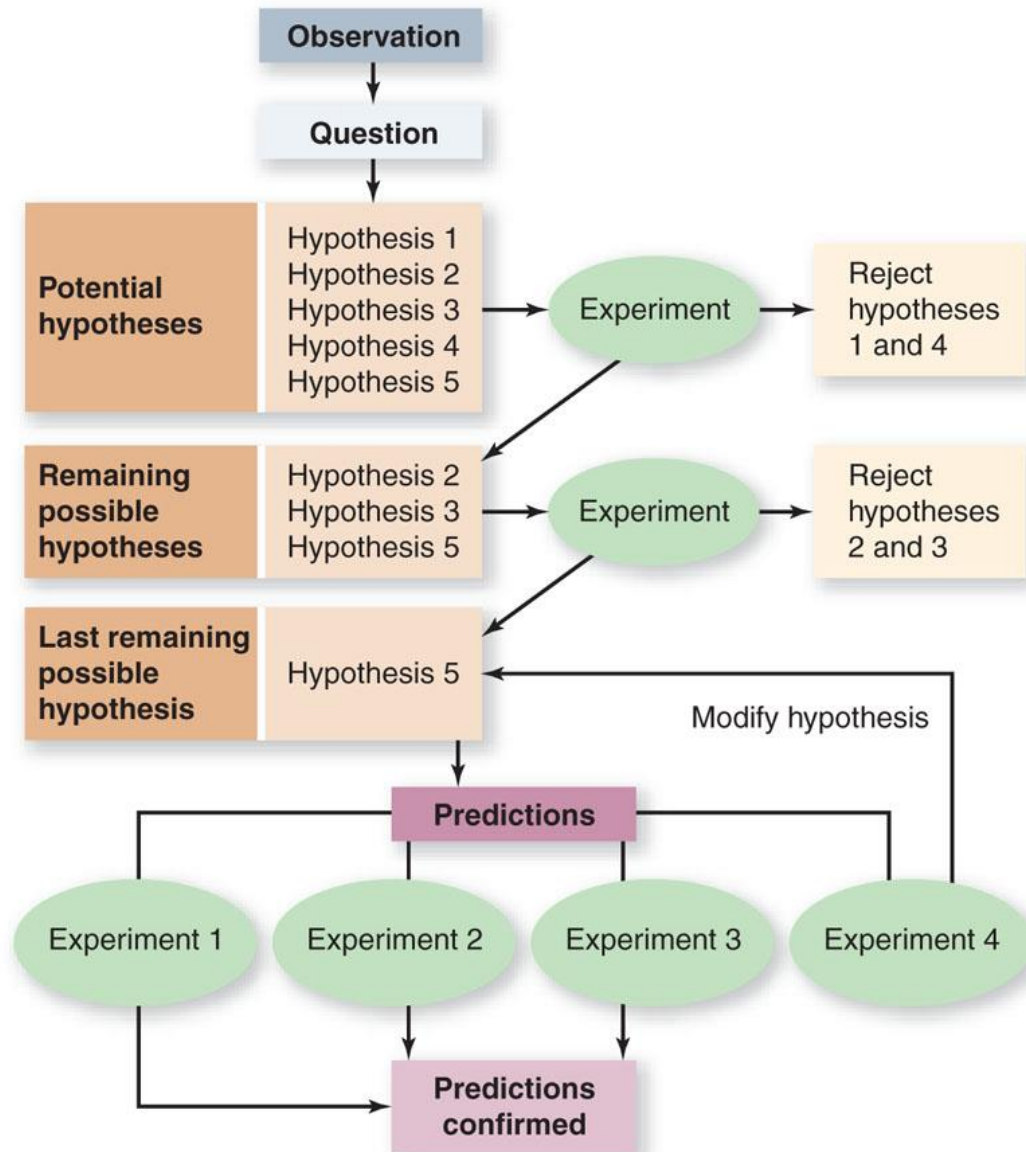 Observation
Question
Potential
hypotheses
Hypothesis 1
Hypothesis 2
Hypothesis 3
Hypothesis 4
Hypothesis 5
Experiment
Reject
hypotheses
1 and 4
Remaining
possible
hypotheses
Hypothesis 2
Hypothesis 3
Hypothesis 5
Experiment
Reject
hypotheses
2 and 3
Last remaining
possible
hypothesis
Hypothesis 5
Modify hypothesis
Predictions
Experiment 1
Experiment 2
Experiment 3
Experiment 4
Predictions
confirmed